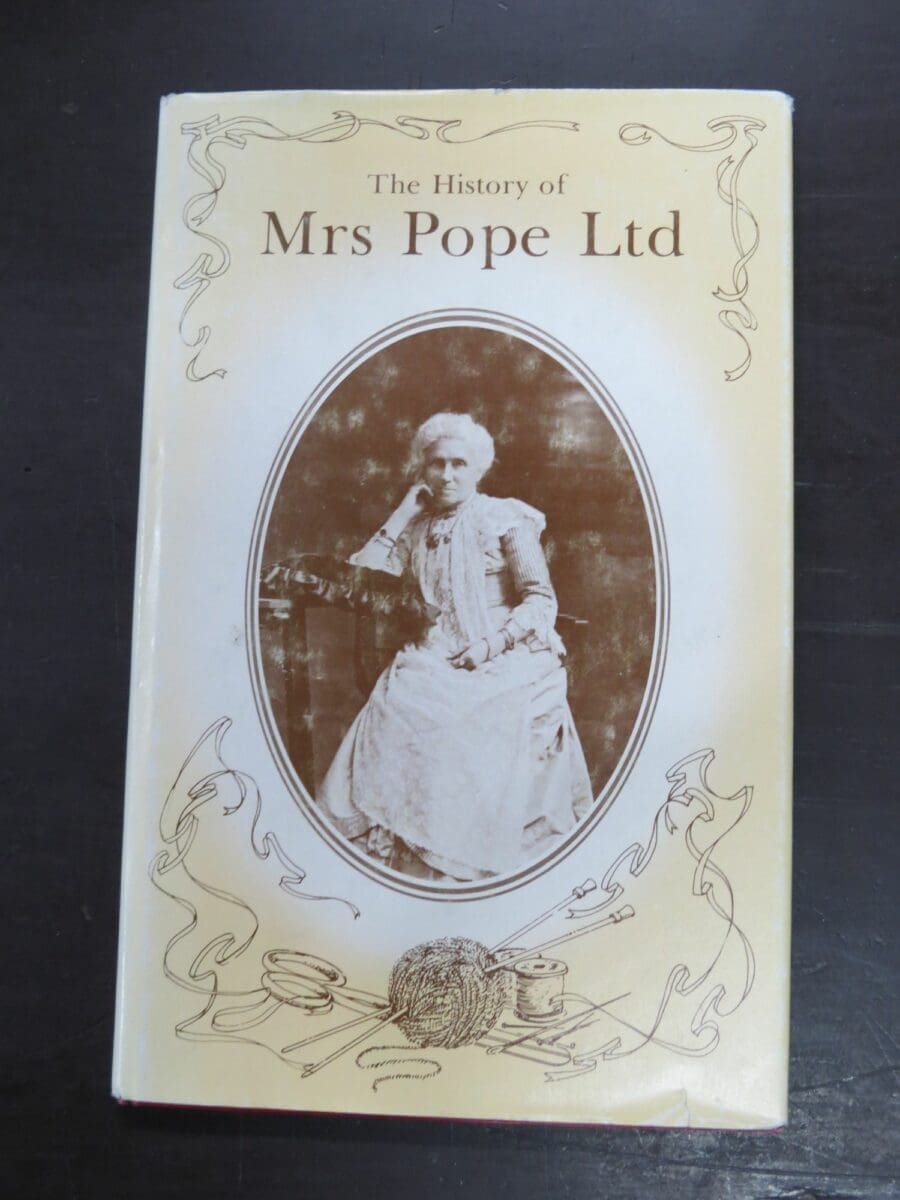 The History of
Mrs Pope Ltd